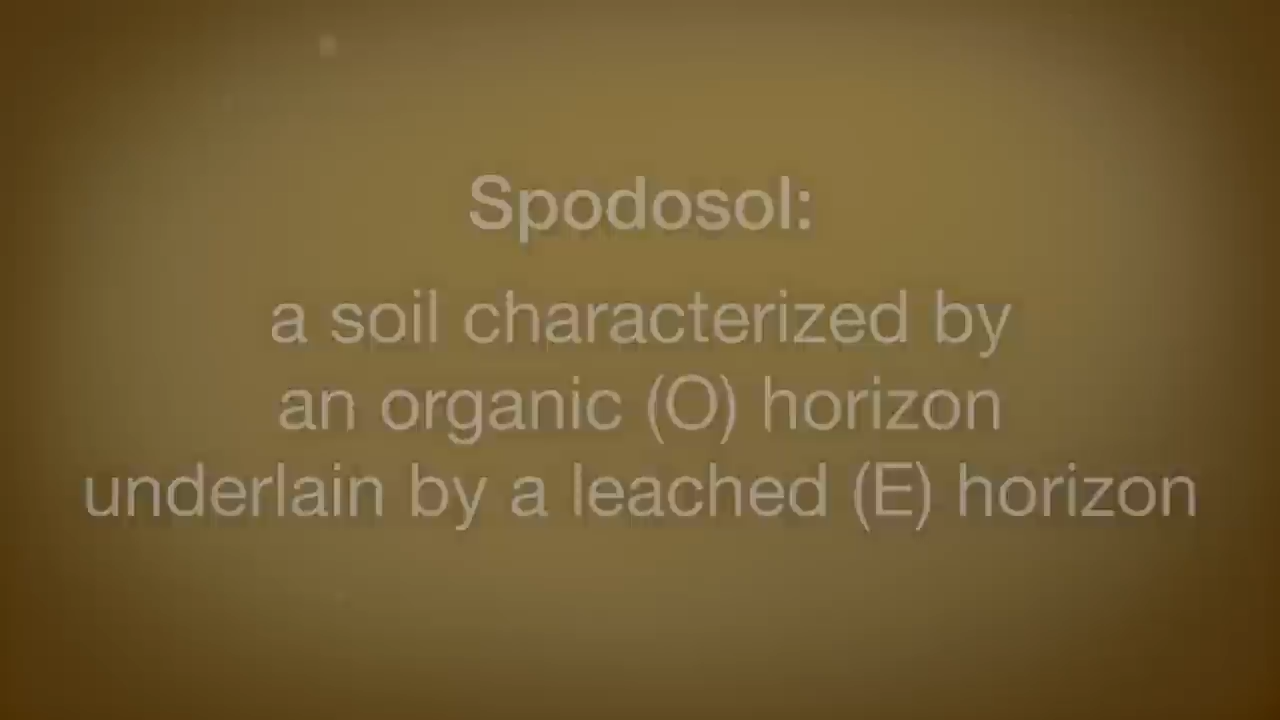 Spodosol:
a soil characterized by
an organic (O) horizon
underlain by a leached (E) horizon